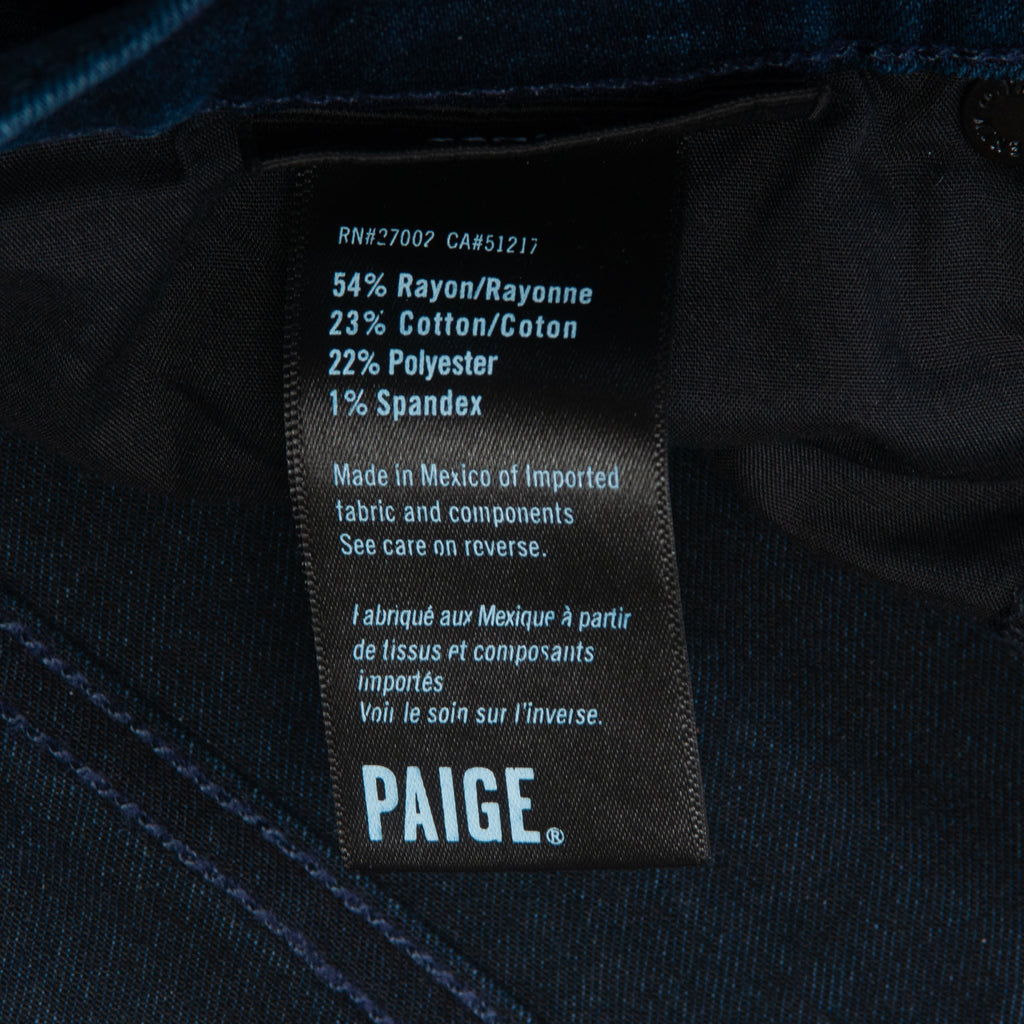 RN#27002 CA#51217
54% Rayon/Rayonne
23% Cotton/Coton
22% Polyester
1% Spandex
Made in Mexico of Imported
fabric and components
See care on reverse.
Fabriqué aux Mexique à partir
de tissus et composants
importés
Voir le soin sur l'inverse.
PAIGE®